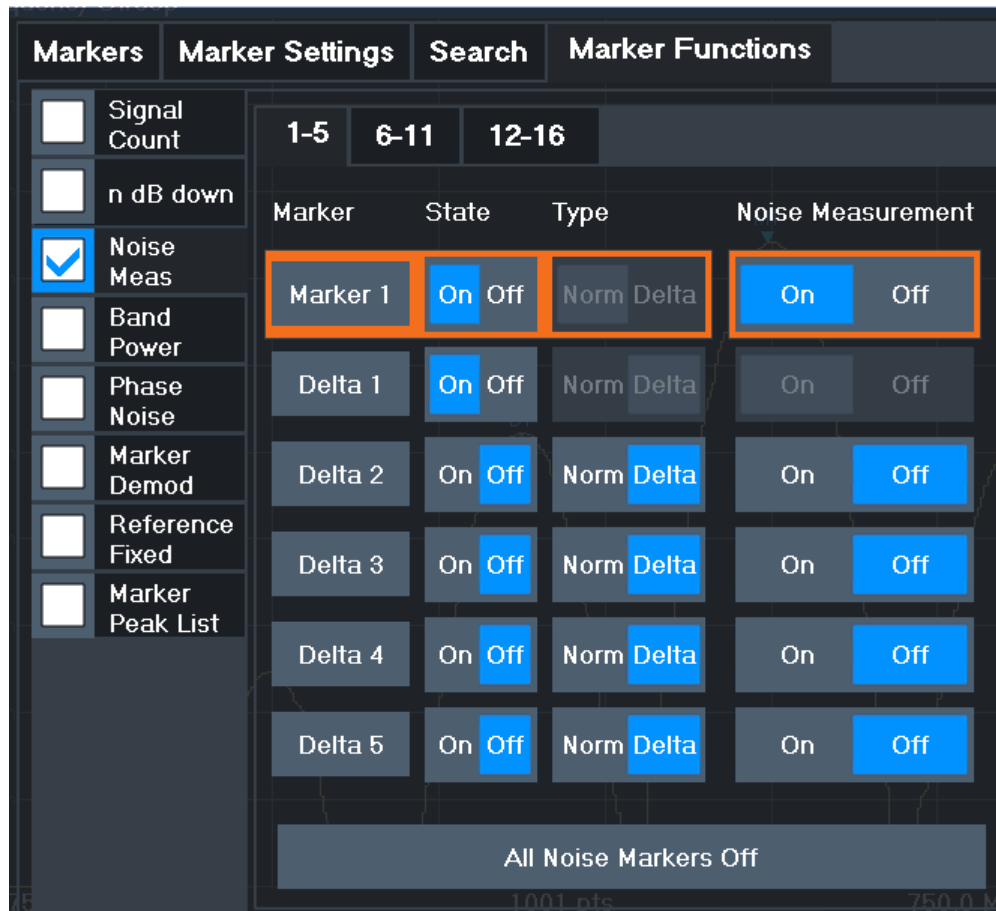 Markers Marker Settings Search Marker Functions
Signal
Count
n dB down
Noise
Meas
Band
Power
Phase
Noise
Marker
Demod
Reference
Fixed
Marker
Peak List
1-5 6-11 12-16
Marker State Type Noise Measurement
Marker 1 On Off Norm Delta On Off
Delta 1 On Off Norm Delta On Off
Delta 2 On Off Norm Delta On Off
Delta 3 On Off Norm Delta On Off
Delta 4 On Off Norm Delta On Off
Delta 5 On Off Norm Delta On Off
All Noise Markers Off
1001 pts 750.0 M